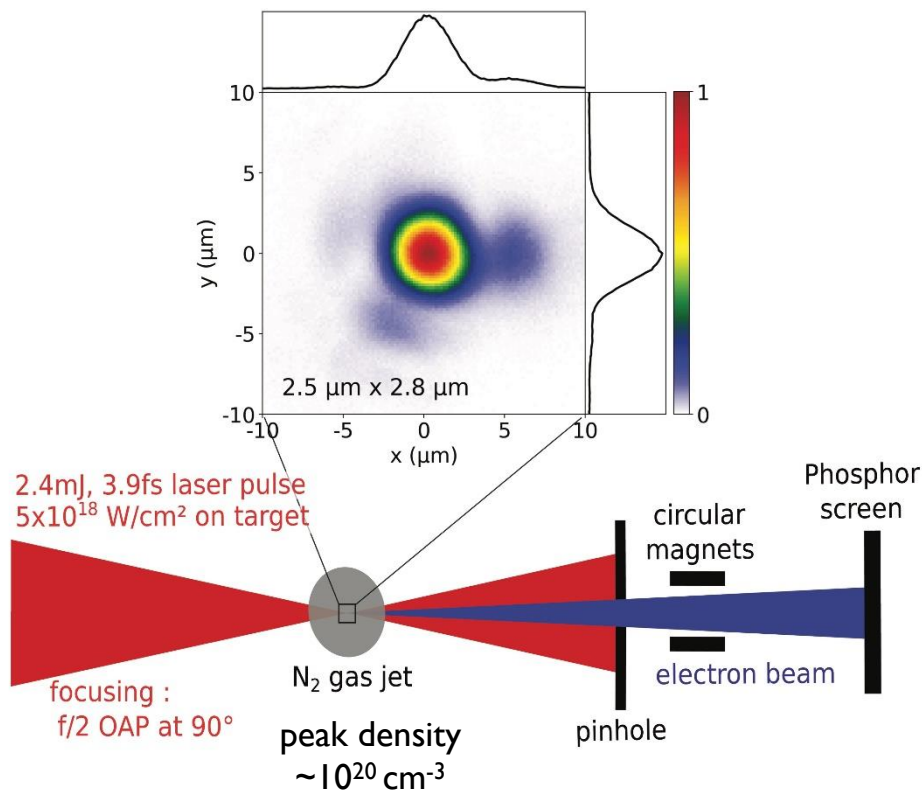 10
5
0
-5
-10
y (μm)
2.5 μm x 2.8 μm
-10
-5
0
5
10
x (μm)
1
0
2.4mJ, 3.9fs laser pulse
5x10¹⁸ W/cm² on target
focusing :
f/2 OAP at 90°
N₂ gas jet
peak density
~10²⁰ cm⁻³
pinhole
circular
magnets
electron beam
Phosphor
screen